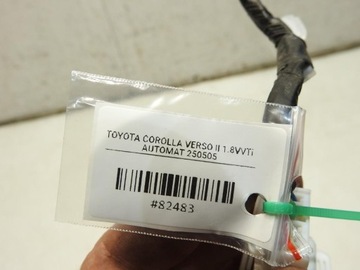 TOYOTA COROLLA VERSO II 1.8VVTi
AUTOMAT 250505
#82483